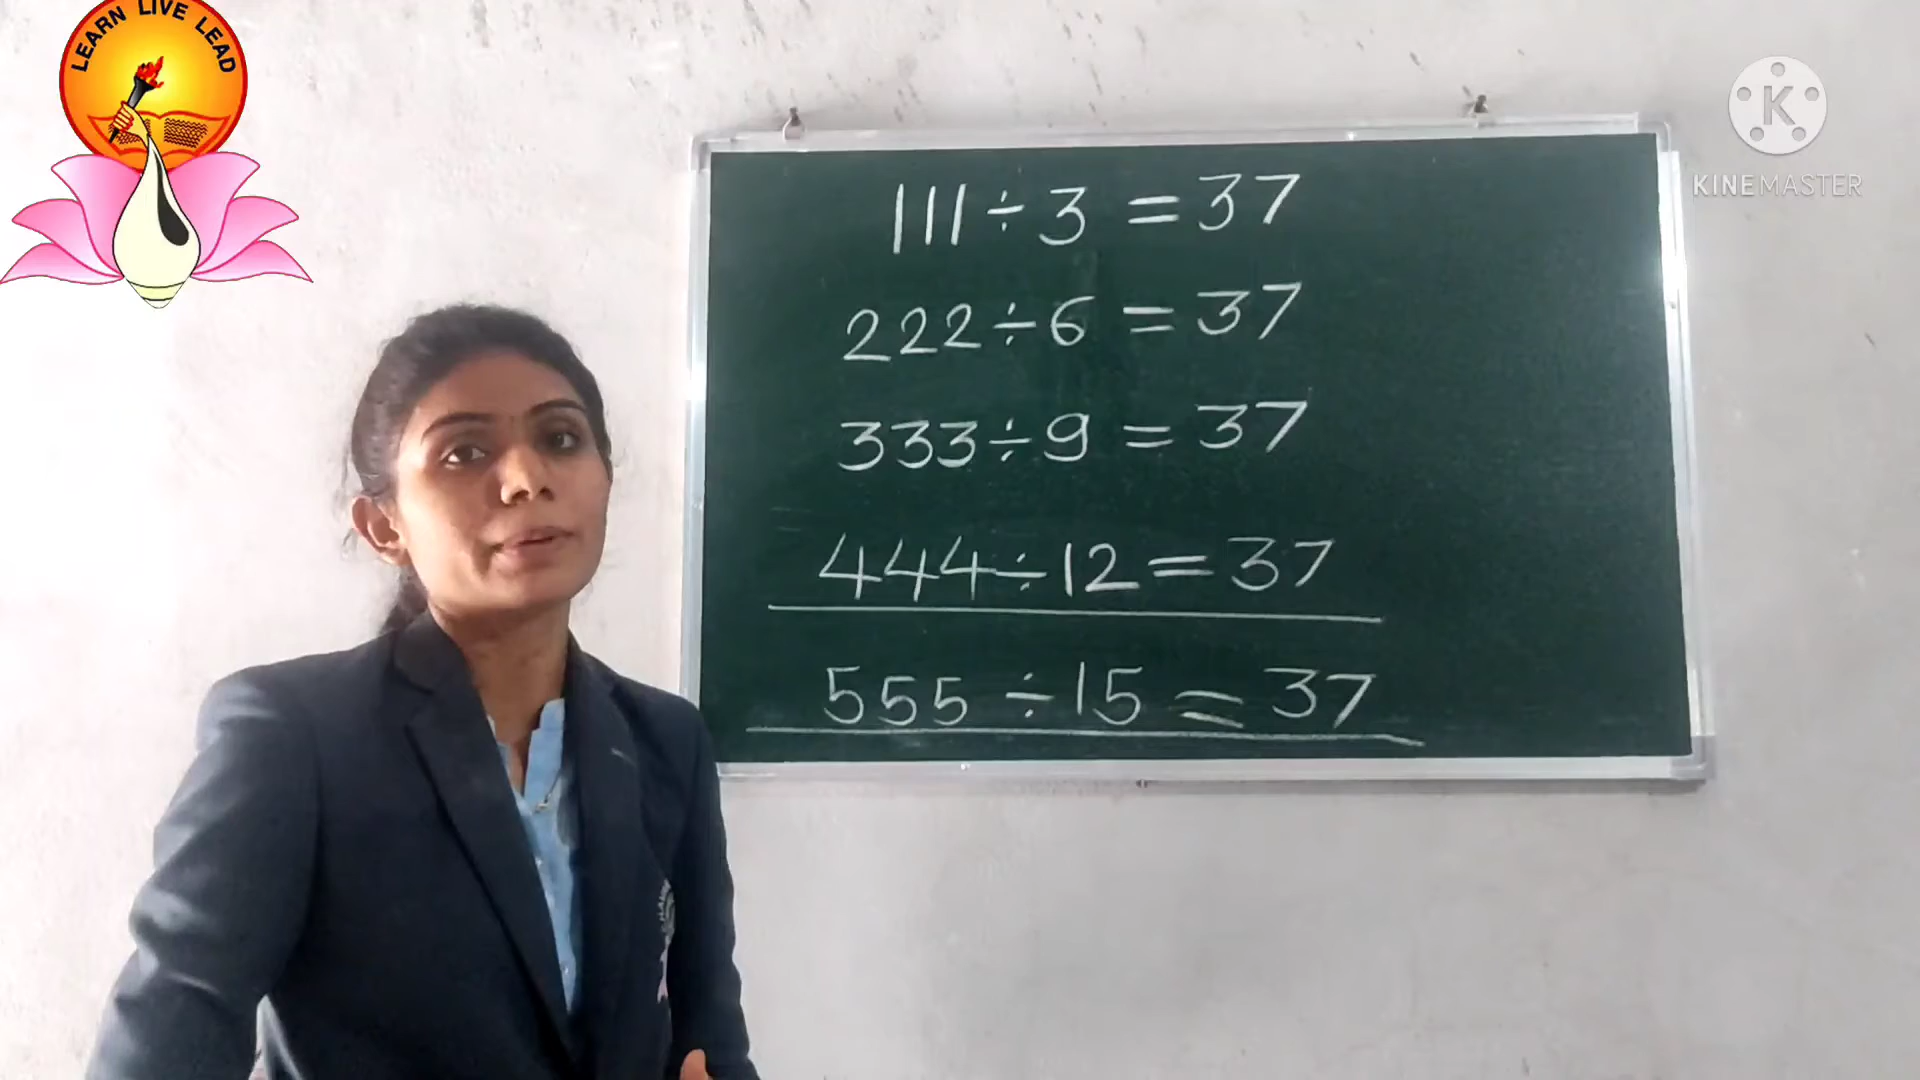 LEARN LIVE LEAD
KINEMASTER
111÷3 = 37
222÷6 = 37
333÷9 = 37
444÷12 = 37
555÷15 = 37